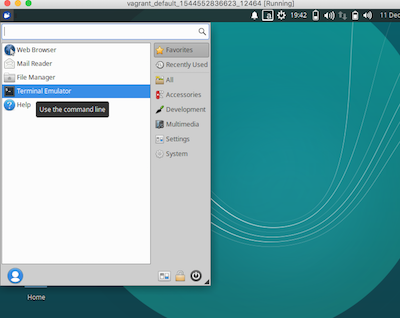 vagrant_default_1544552836623_12464 [Running]
19:42
11 Dec
Web Browser
Mail Reader
File Manager
Terminal Emulator
Help
Use the command line
Favorites
Recently Used
All
Accessories
Development
Multimedia
Settings
System
Home